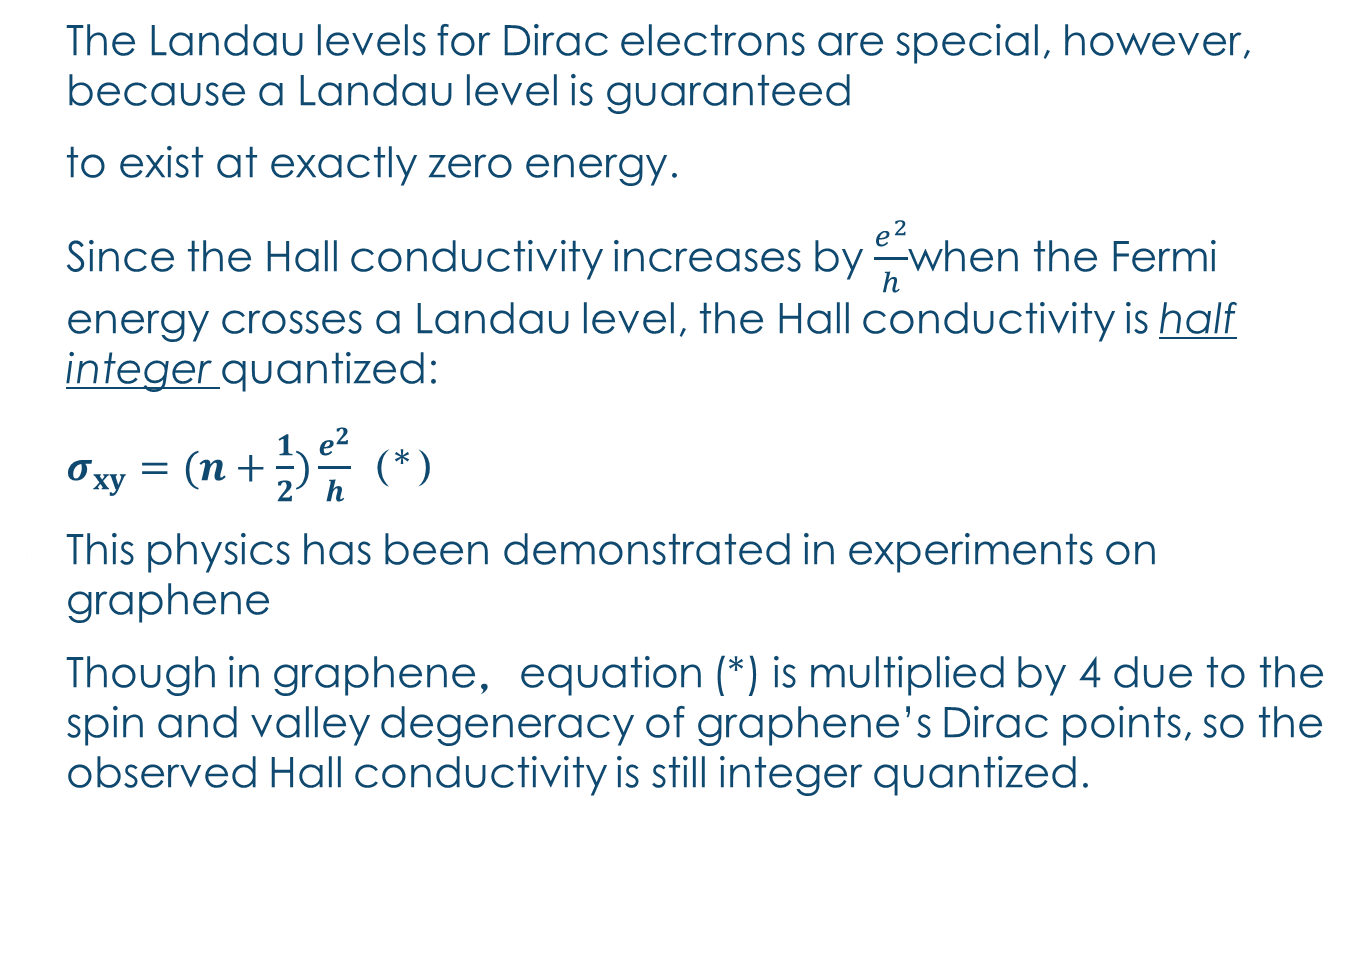 The Landau levels for Dirac electrons are special, however,
because a Landau level is guaranteed
to exist at exactly zero energy.
Since the Hall conductivity increases by e²/h when the Fermi
energy crosses a Landau level, the Hall conductivity is half
integer quantized:
σxy = (n + 1/2) e²/h (*)
This physics has been demonstrated in experiments on
graphene
Though in graphene， equation (*) is multiplied by 4 due to the
spin and valley degeneracy of graphene’s Dirac points, so the
observed Hall conductivity is still integer quantized.